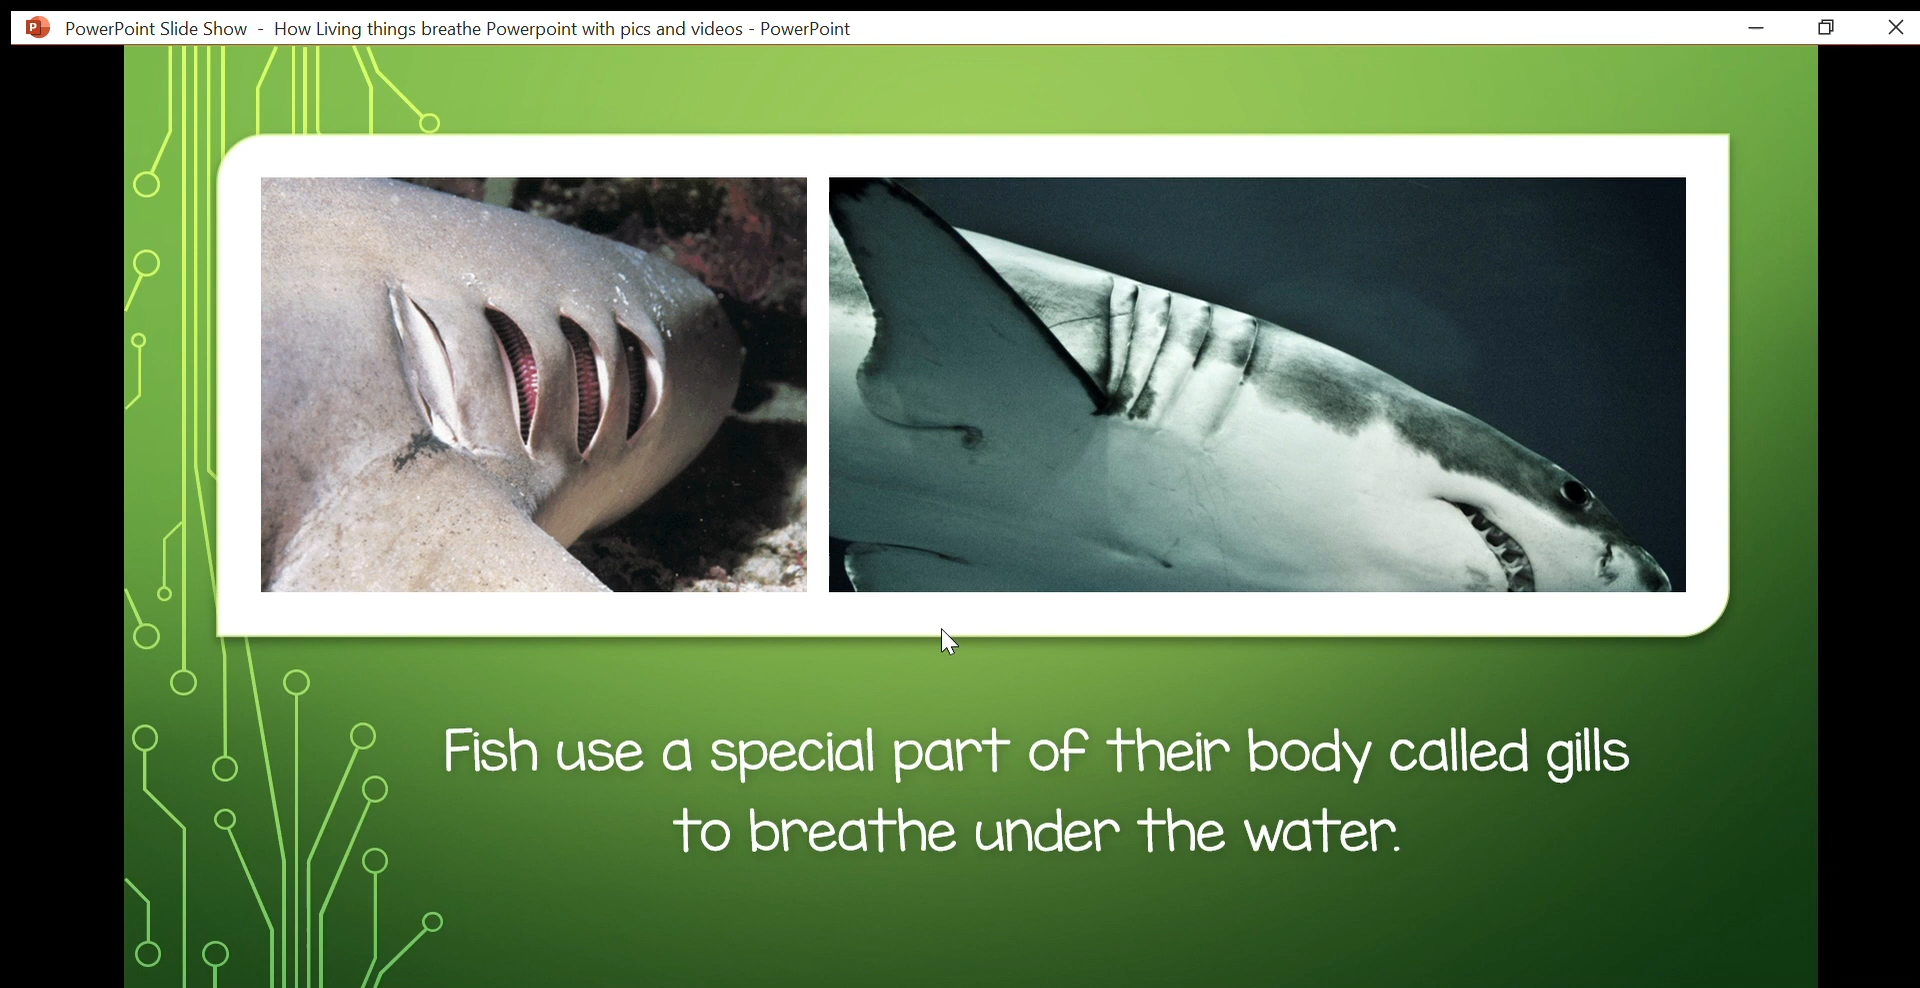 PowerPoint Slide Show - How Living things breathe Powerpoint with pics and videos - PowerPoint
Fish use a special part of their body called gills
to breathe under the water.